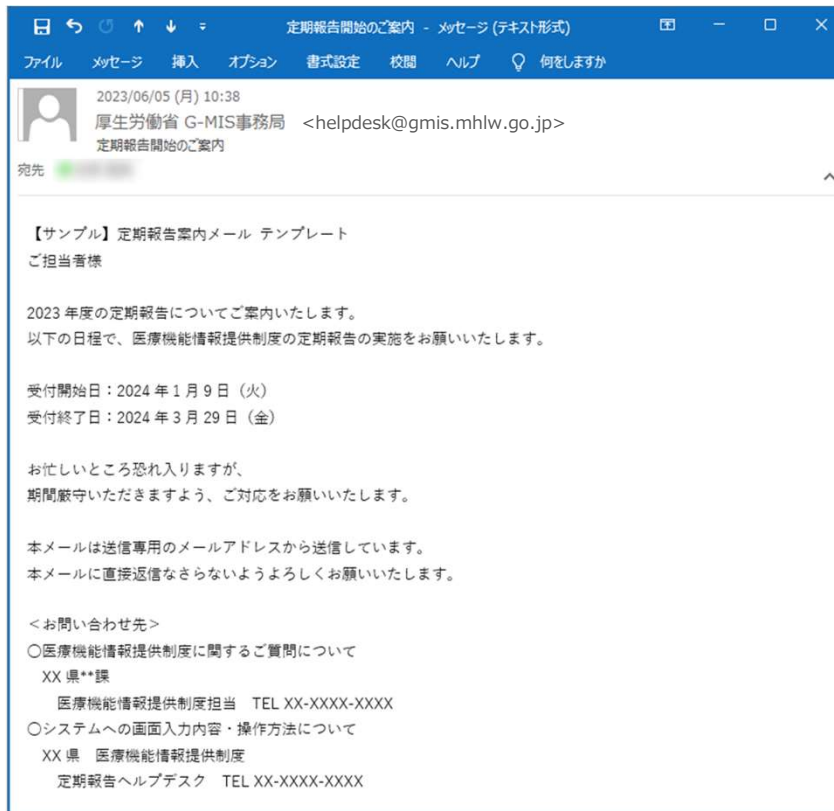 定期報告開始のご案内 - メッセージ (テキスト形式)
ファイル メッセージ 挿入 オプション 書式設定 校閲 ヘルプ 何をしますか
2023/06/05 (月) 10:38
厚生労働省 G-MIS事務局 <helpdesk@gmis.mhlw.go.jp>
定期報告開始のご案内
宛先
【サンプル】定期報告案内メール テンプレート
ご担当者様
2023 年度の定期報告についてご案内いたします。
以下の日程で、医療機能情報提供制度の定期報告の実施をお願いいたします。
受付開始日：2024 年 1 月 9 日（火）
受付終了日：2024 年 3 月 29 日（金）
お忙しいところ恐れ入りますが、
期間厳守いただきますよう、ご対応をお願いいたします。
本メールは送信専用のメールアドレスから送信しています。
本メールに直接返信なさらないようよろしくお願いいたします。
＜お問い合わせ先＞
○医療機能情報提供制度に関するご質問について
XX 県**課
医療機能情報提供制度担当 TEL XX-XXXX-XXXX
○システムへの画面入力内容・操作方法について
XX 県 医療機能情報提供制度
定期報告ヘルプデスク TEL XX-XXXX-XXXX